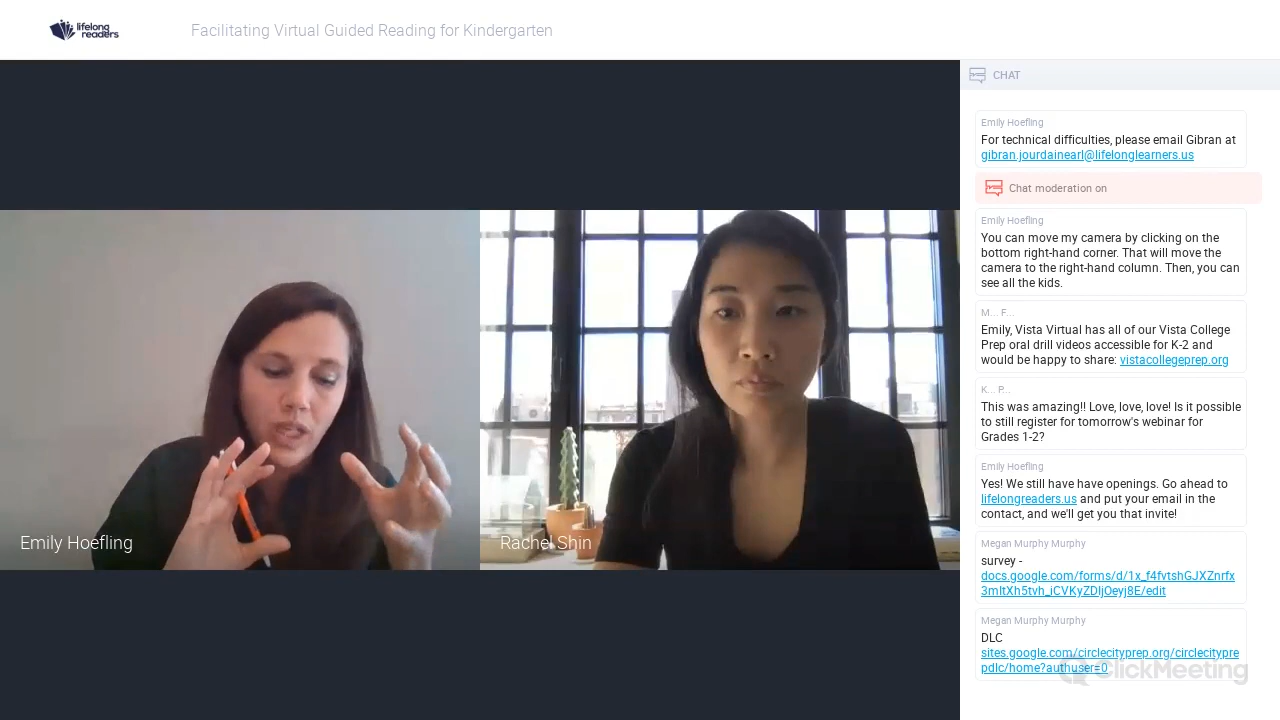 lifelong
readers
Facilitating Virtual Guided Reading for Kindergarten
CHAT
Emily Hoefling
For technical difficulties, please email Gibran at
gibran.jourdainearl@lifelonglearners.us
Chat moderation on
Emily Hoefling
You can move my camera by clicking on the
bottom right-hand corner. That will move the
camera to the right-hand column. Then, you can
see all the kids.
M... F...
Emily, Vista Virtual has all of our Vista College
Prep oral drill videos accessible for K-2 and
would be happy to share: vistacollegeprep.org
K... P...
This was amazing!! Love, love, love! Is it possible
to still register for tomorrow's webinar for
Grades 1-2?
Emily Hoefling
Yes! We still have have openings. Go ahead to
lifelongreaders.us and put your email in the
contact, and we'll get you that invite!
Megan Murphy Murphy
survey -
docs.google.com/forms/d/1x_f4fvtshGJXZnrfx
3mItXh5tvh_iCVKyZDIjOeyj8E/edit
Megan Murphy Murphy
DLC
sites.google.com/circlecityprep.org/circlecitypre
pdlc/home?authuser=0
ClickMeeting
Emily Hoefling
Rachel Shin